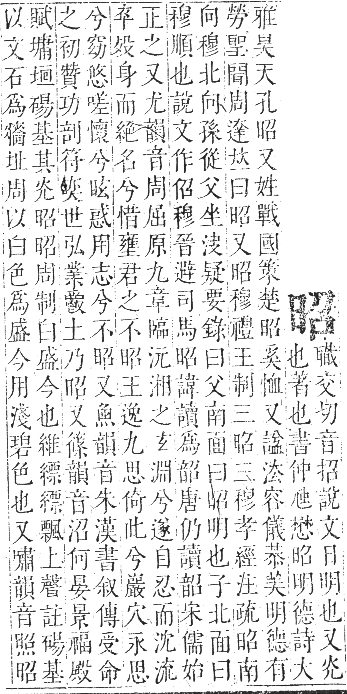 昭
職交切音招說文日明也又光
也著也書仲虺懋昭明德詩大
雅昊天孔昭又姓戰國策楚昭奚恤又諡法容儀恭美明德有
勞聖聞周達竝曰昭又昭穆禮王制三昭三穆孝經註疏昭南
向穆北向孫從父坐決疑要錄曰父南面曰昭明也子北面曰
穆順也說文作佋穆晉避司馬昭諱讀為韶唐仍讀韶宋儒始
正之又尤韻音周屈原九章臨沅湘之玄淵兮遂自忍而沈流
卒歿身而絕名兮惜壅君之不昭王逸九思倚此兮巖穴永思
兮窈悠嗟懷兮眩惑用志兮不昭又魚韻音朱漢書叙傳受命
之初贊功剖符奕世弘業爵土乃昭又篠韻音沼何晏景福殿
賦墉垣碭基其光昭昭周制白盛今也維縹縹飄上聲註碭基
以文石為牆址周以白色為盛今用淺碧色也又嘯韻音照昭